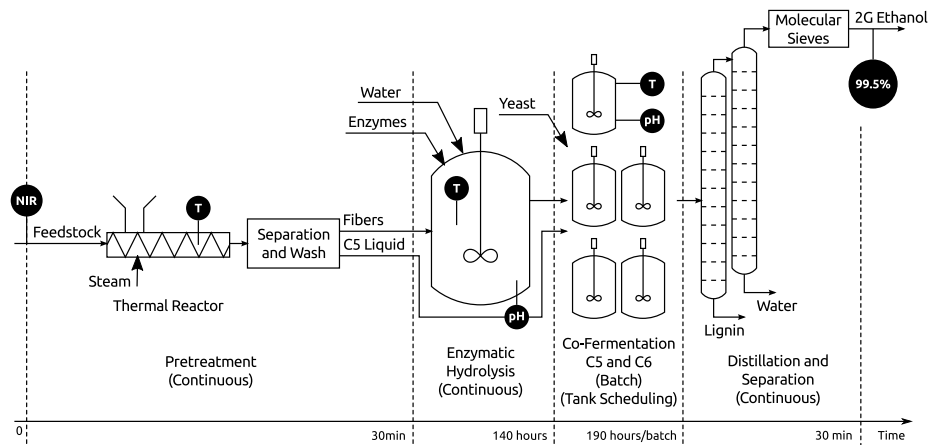 Molecular
Sieves
2G Ethanol
99.5%
T
pH
Yeast
Water
Enzymes
T
pH
NIR
Feedstock
T
Steam
Thermal Reactor
Separation
and Wash
Fibers
C5 Liquid
Water
Lignin
Pretreatment
(Continuous)
Enzymatic
Hydrolysis
(Continuous)
Co-Fermentation
C5 and C6
(Batch)
(Tank Scheduling)
Distillation and
Separation
(Continuous)
0
30min
140 hours
190 hours/batch
30 min
Time